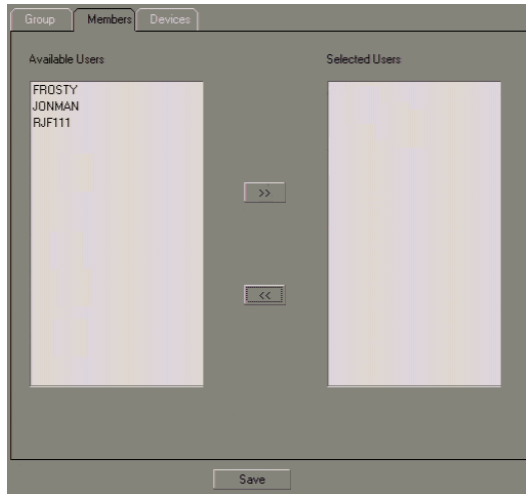 Group Members Devices
Available Users Selected Users
FROSTY
JONMAN
RJF111
>>
<<
Save